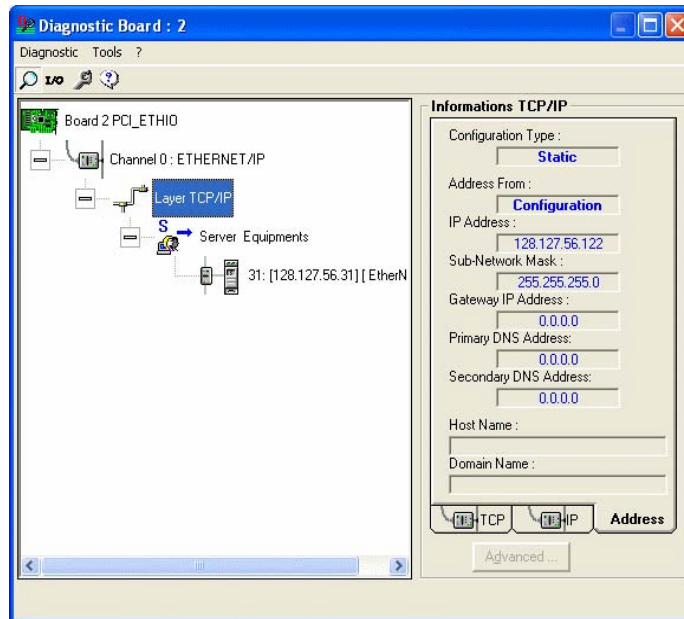 Diagnostic Board : 2
Diagnostic Tools ?
I/O
Board 2 PCI_ETHIO
Channel 0 : ETHERNET/IP
Layer TCP/IP
S
Server Equipments
31: [128.127.56.31] [ EtherN
Informations TCP/IP
Configuration Type :
Static
Address From :
Configuration
IP Address :
128.127.56.122
Sub-Network Mask :
255.255.255.0
Gateway IP Address :
0.0.0.0
Primary DNS Address:
0.0.0.0
Secondary DNS Address:
0.0.0.0
Host Name :
Domain Name :
TCP IP Address
Advanced ...